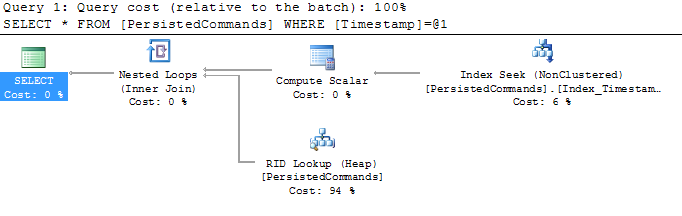 Query 1: Query cost (relative to the batch): 100%
SELECT * FROM [PersistedCommands] WHERE [Timestamp]=@1
SELECT
Cost: 0 %
Nested Loops
(Inner Join)
Cost: 0 %
Compute Scalar
Cost: 0 %
Index Seek (NonClustered)
[PersistedCommands].[Index_Timestam…
Cost: 6 %
RID Lookup (Heap)
[PersistedCommands]
Cost: 94 %